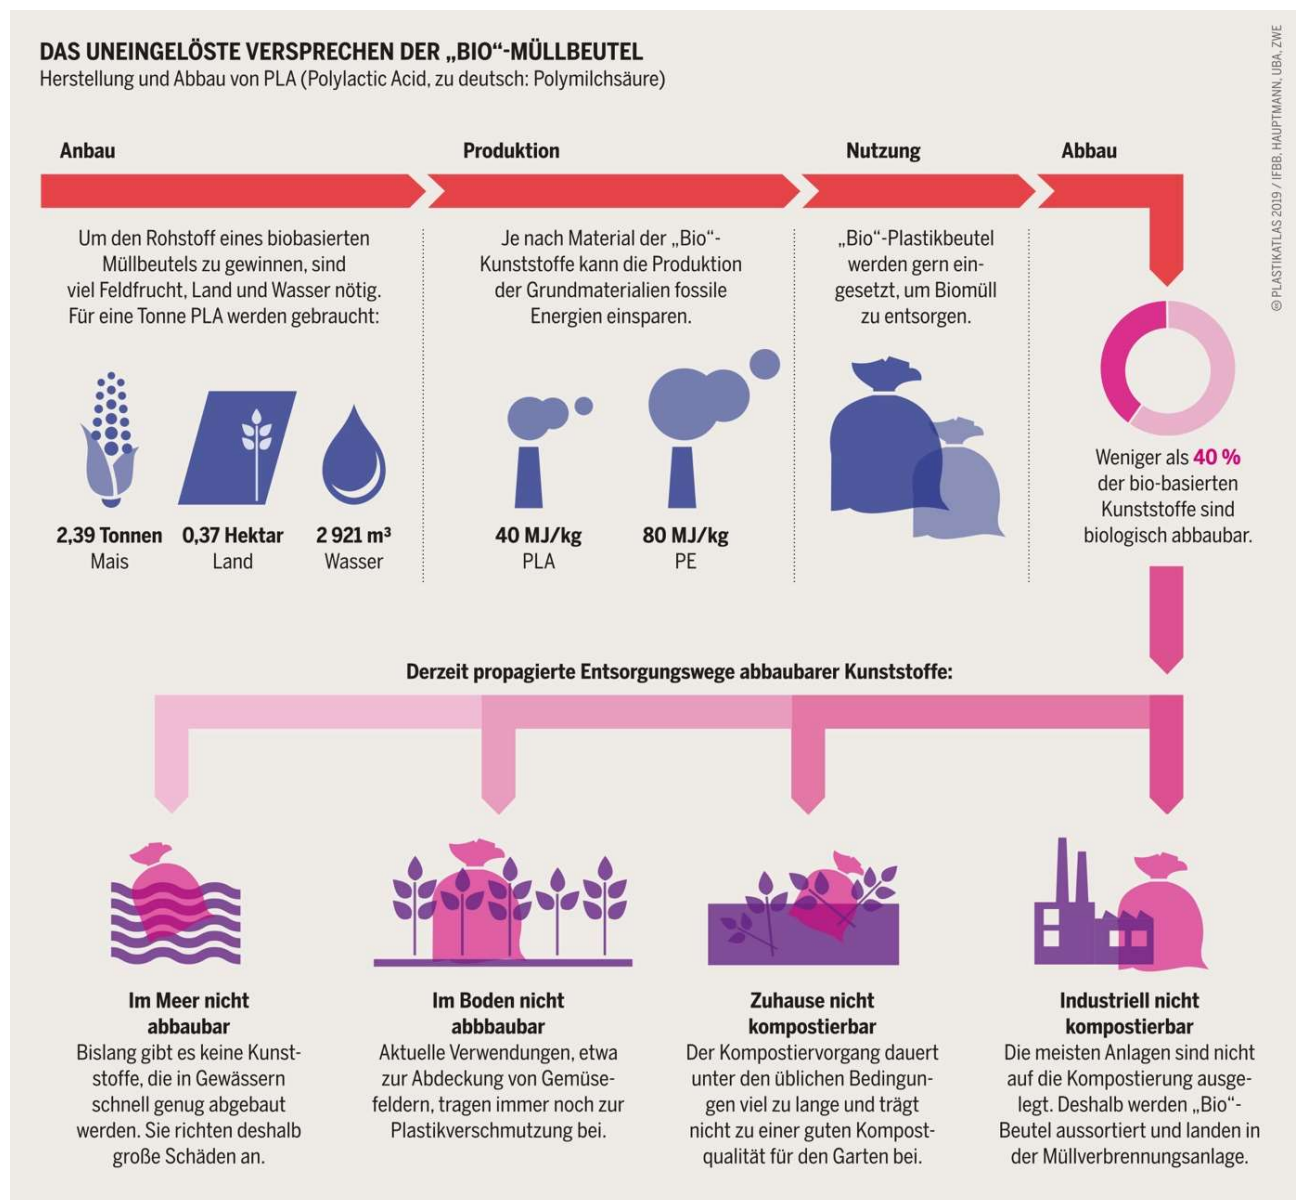 DAS UNEINGELÖSTE VERSPRECHEN DER „BIO“-MÜLLBEUTEL
Herstellung und Abbau von PLA (Polylactic Acid, zu deutsch: Polymilchsäure)
Anbau
Um den Rohstoff eines biobasierten
Müllbeutels zu gewinnen, sind
viel Feldfrucht, Land und Wasser nötig.
Für eine Tonne PLA werden gebraucht:
2,39 Tonnen
Mais
0,37 Hektar
Land
2 921 m³
Wasser
Produktion
Je nach Material der „Bio“-
Kunststoffe kann die Produktion
der Grundmaterialien fossile
Energien einsparen.
40 MJ/kg
PLA
80 MJ/kg
PE
Nutzung
„Bio“-Plastikbeutel
werden gern ein-
gesetzt, um Biomüll
zu entsorgen.
Abbau
Weniger als 40 %
der bio-basierten
Kunststoffe sind
biologisch abbaubar.
Derzeit propagierte Entsorgungswege abbaubarer Kunststoffe:
Im Meer nicht
abbaubar
Bislang gibt es keine Kunst-
stoffe, die in Gewässern
schnell genug abgebaut
werden. Sie richten deshalb
große Schäden an.
Im Boden nicht
abbbaubar
Aktuelle Verwendungen, etwa
zur Abdeckung von Gemüse-
feldern, tragen immer noch zur
Plastikverschmutzung bei.
Zuhause nicht
kompostierbar
Der Kompostiervorgang dauert
unter den üblichen Bedingun-
gen viel zu lange und trägt
nicht zu einer guten Kompost-
qualität für den Garten bei.
Industriell nicht
kompostierbar
Die meisten Anlagen sind nicht
auf die Kompostierung ausge-
legt. Deshalb werden „Bio“-
Beutel aussortiert und landen in
der Müllverbrennungsanlage.
PLASTIKATLAS 2019 / IFBB, HAUPTMANN, UBA, ZWE